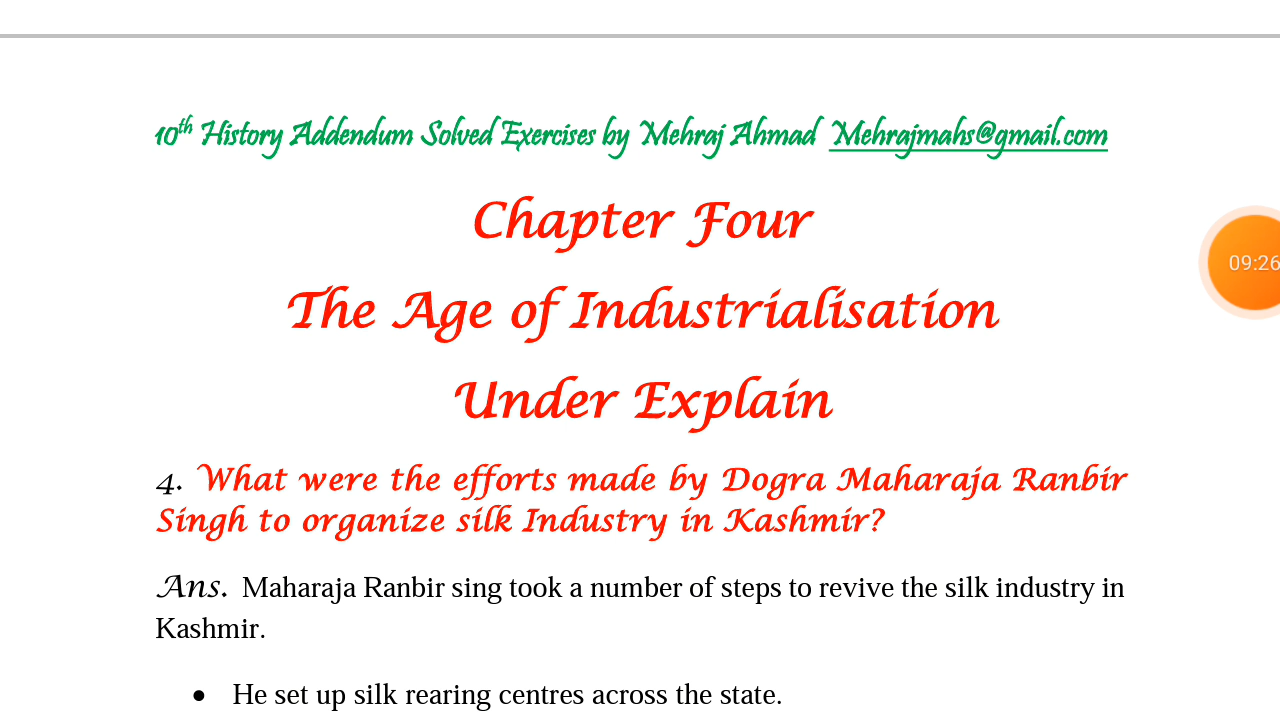 10th History Addendum Solved Exercises by Mehraj Ahmad Mehrajmahs@gmail.com
Chapter Four
The Age of Industrialisation
Under Explain
09:26
4. What were the efforts made by Dogra Maharaja Ranbir
Singh to organize silk Industry in Kashmir?
Ans. Maharaja Ranbir sing took a number of steps to revive the silk industry in
Kashmir.
• He set up silk rearing centres across the state.